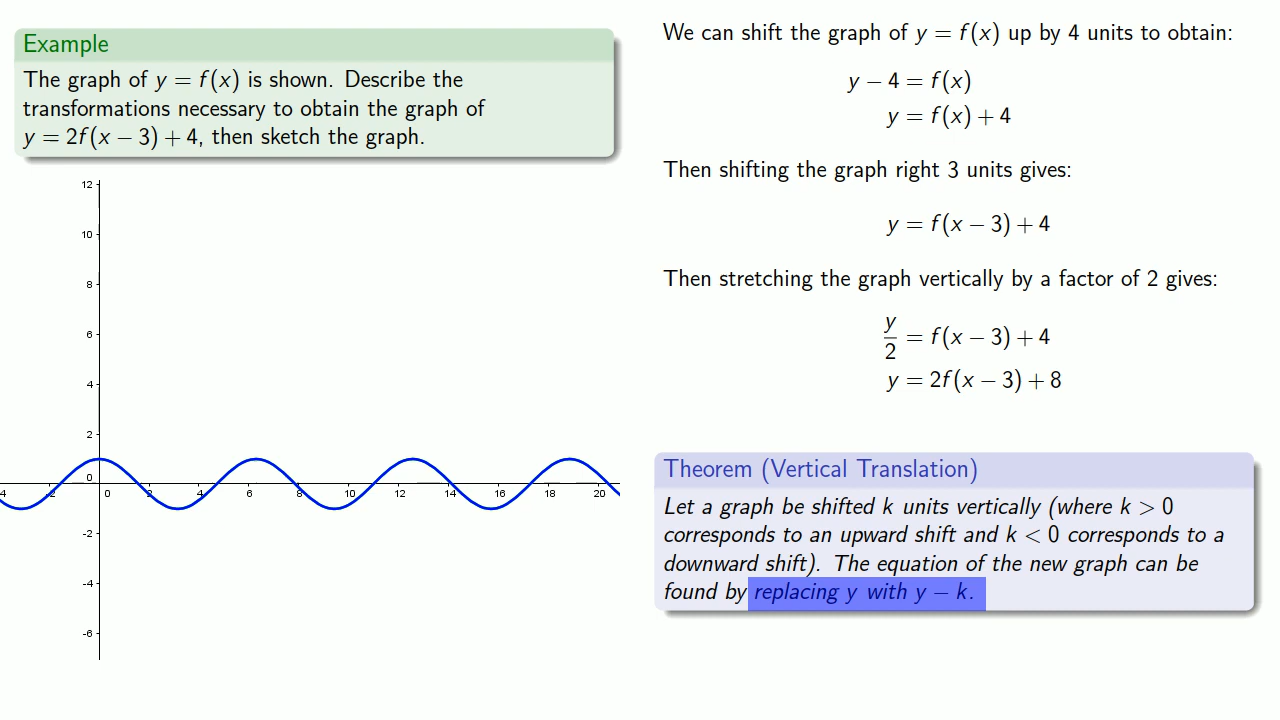 Example
The graph of y = f(x) is shown. Describe the
transformations necessary to obtain the graph of
y = 2f(x − 3) + 4, then sketch the graph.
12
10
8
6
4
2
0
-2
-4
-6
4 -2 0 2 4 6 8 10 12 14 16 18 20
We can shift the graph of y = f(x) up by 4 units to obtain:
y − 4 = f(x)
y = f(x) + 4
Then shifting the graph right 3 units gives:
y = f(x − 3) + 4
Then stretching the graph vertically by a factor of 2 gives:
y/2 = f(x − 3) + 4
y = 2f(x − 3) + 8
Theorem (Vertical Translation)
Let a graph be shifted k units vertically (where k > 0
corresponds to an upward shift and k < 0 corresponds to a
downward shift). The equation of the new graph can be
found by replacing y with y − k.